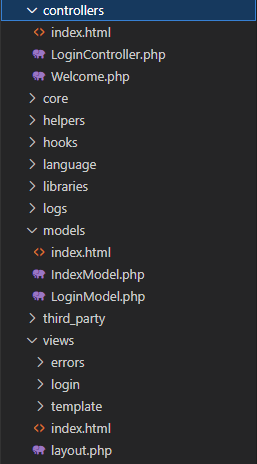 controllers
index.html
LoginController.php
Welcome.php
core
helpers
hooks
language
libraries
logs
models
index.html
IndexModel.php
LoginModel.php
third_party
views
errors
login
template
index.html
layout.php